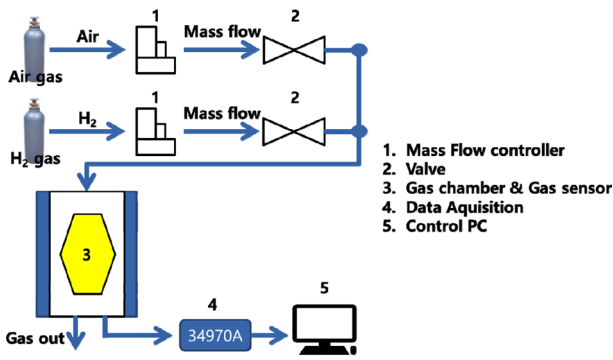 1
2
Air
Mass flow
Air gas
1
2
H₂
Mass flow
H₂ gas
1. Mass Flow controller
2. Valve
3. Gas chamber & Gas sensor
4. Data Aquisition
5. Control PC
3
4
5
Gas out
34970A